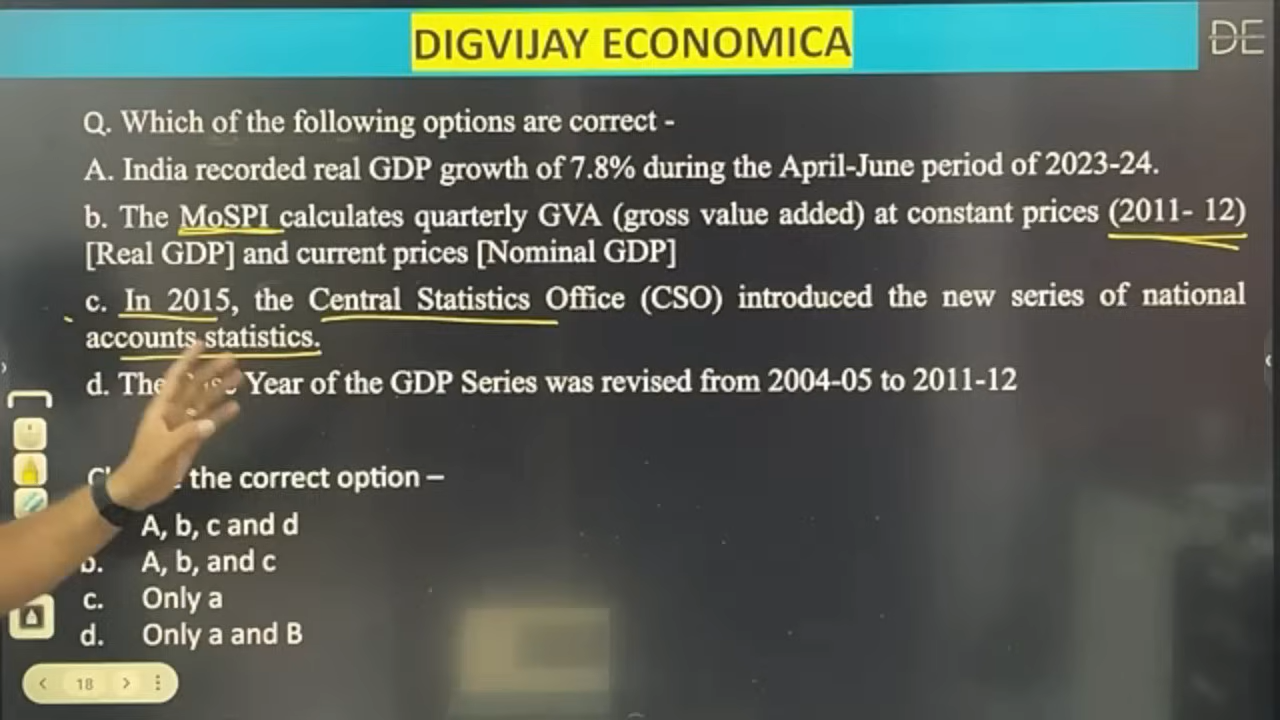 DIGVIJAY ECONOMICA
DE
Q. Which of the following options are correct -
A. India recorded real GDP growth of 7.8% during the April-June period of 2023-24.
b. The MoSPI calculates quarterly GVA (gross value added) at constant prices (2011- 12)
[Real GDP] and current prices [Nominal GDP]
c. In 2015, the Central Statistics Office (CSO) introduced the new series of national
accounts statistics.
d. The Year of the GDP Series was revised from 2004-05 to 2011-12
the correct option –
A, b, c and d
b. A, b, and c
c. Only a
d. Only a and B
< 18 >